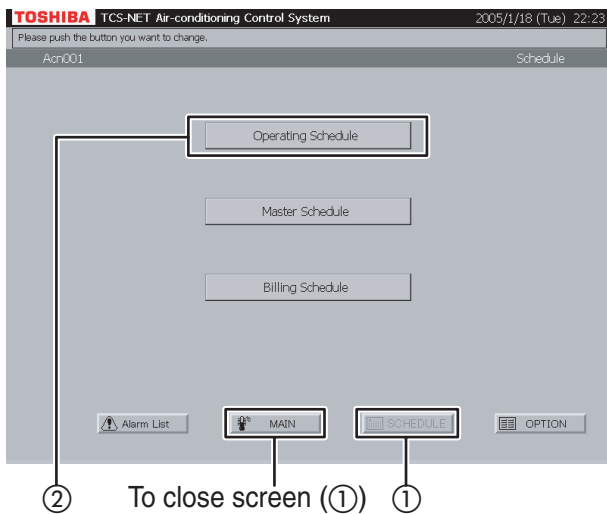 TOSHIBA TCS-NET Air-conditioning Control System 2005/1/18 (Tue) 22:23
Please push the button you want to change.
Acn001 Schedule
Operating Schedule
Master Schedule
Billing Schedule
Alarm List MAIN SCHEDULE OPTION
② To close screen (①) ①